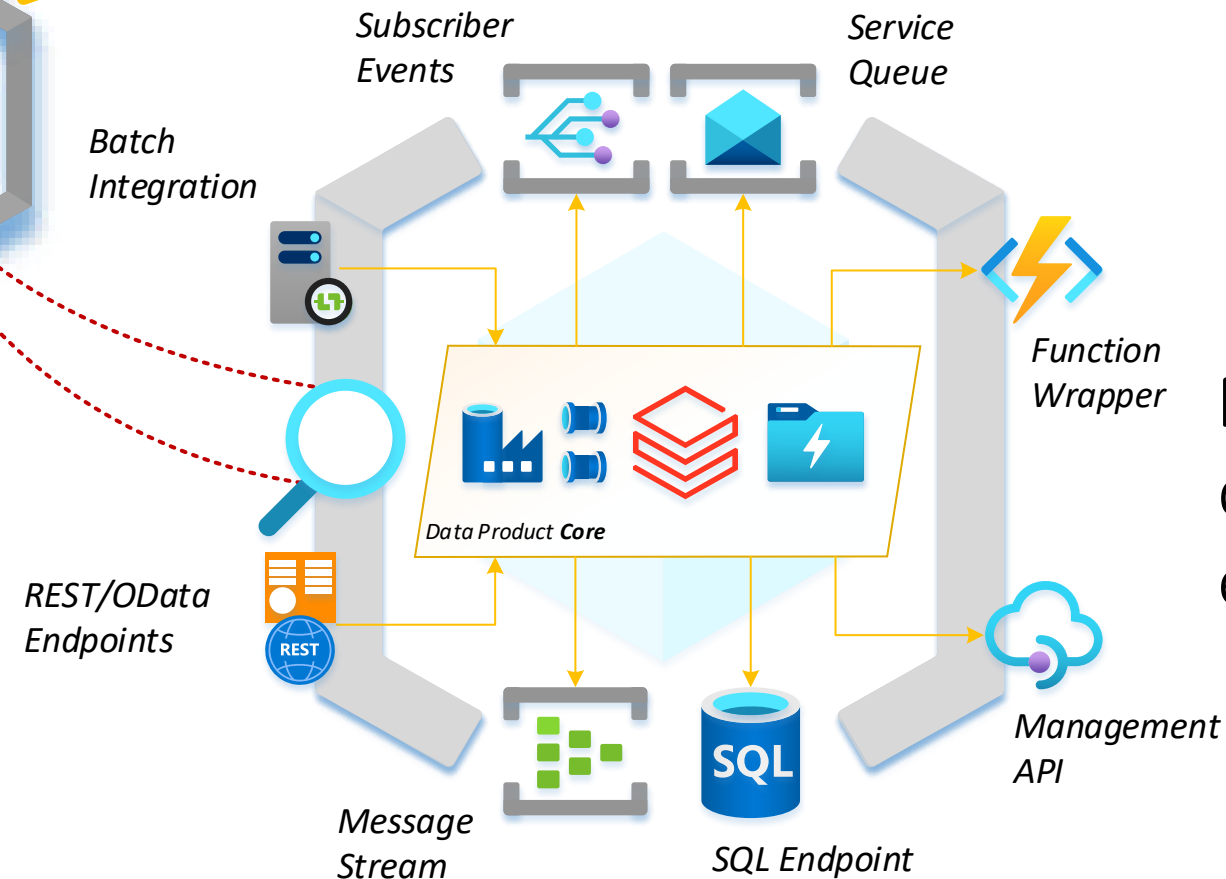 Subscriber
Events
Service
Queue
Batch
Integration
Function
Wrapper
Data Product Core
REST/OData
Endpoints
REST
SQL
Management
API
Message
Stream
SQL Endpoint